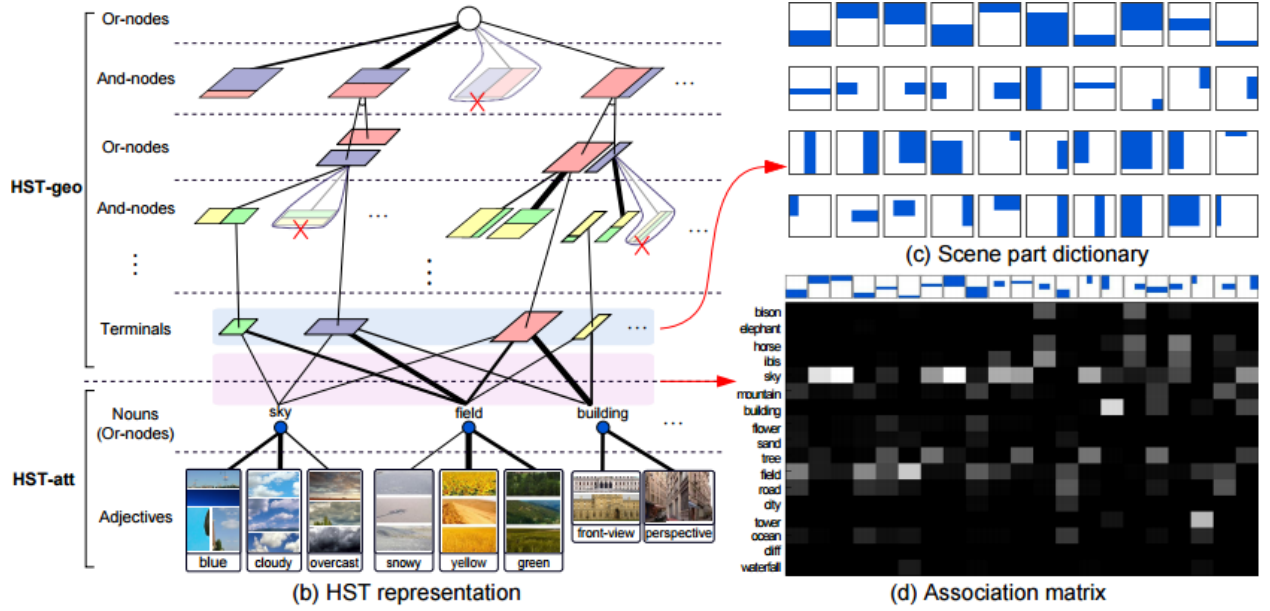 Or-nodes
And-nodes
...
Or-nodes
HST-geo
And-nodes
...
...
Terminals
...
sky
field
building
Nouns
(Or-nodes)
...
HST-att
Adjectives
blue
cloudy
overcast
snowy
yellow
green
front-view
perspective
(b) HST representation
(c) Scene part dictionary
bison
elephant
horse
ibis
sky
mountain
building
flower
sand
tree
field
road
city
tower
ocean
cliff
waterfall
(d) Association matrix